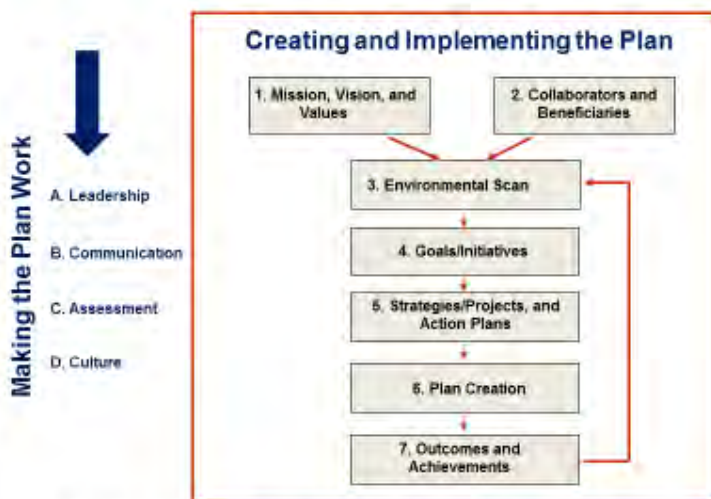 Making the Plan Work
A. Leadership
B. Communication
C. Assessment
D. Culture
Creating and Implementing the Plan
1. Mission, Vision, and
Values
2. Collaborators and
Beneficiaries
3. Environmental Scan
4. Goals/Initiatives
5. Strategies/Projects, and
Action Plans
6. Plan Creation
7. Outcomes and
Achievements